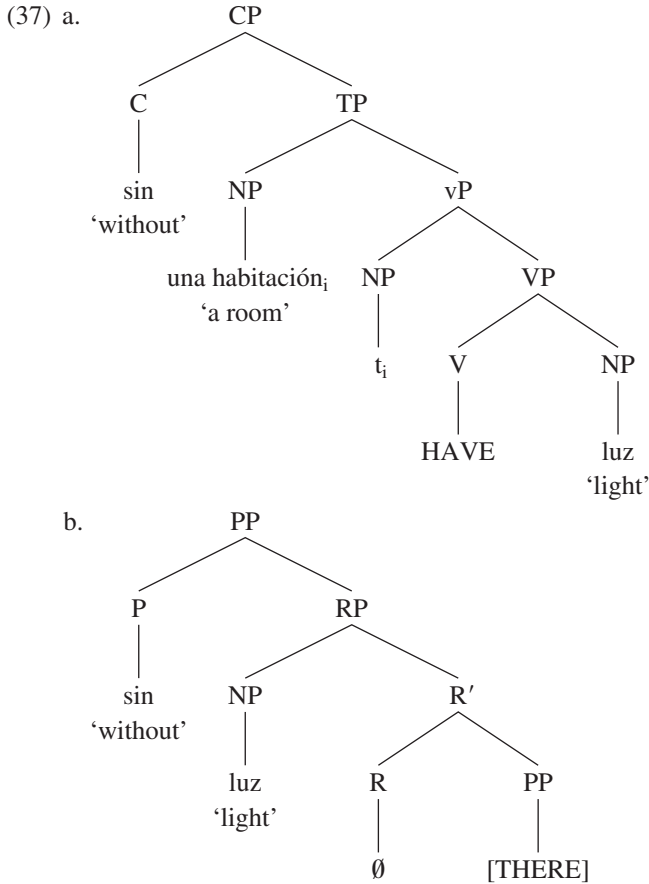 (37) a. CP
C TP
sin NP vP
‘without’
una habitaciónᵢ NP VP
‘a room’
tᵢ V NP
HAVE luz
‘light’
b. PP
P RP
sin NP R′
‘without’
luz R PP
‘light’
∅ [THERE]